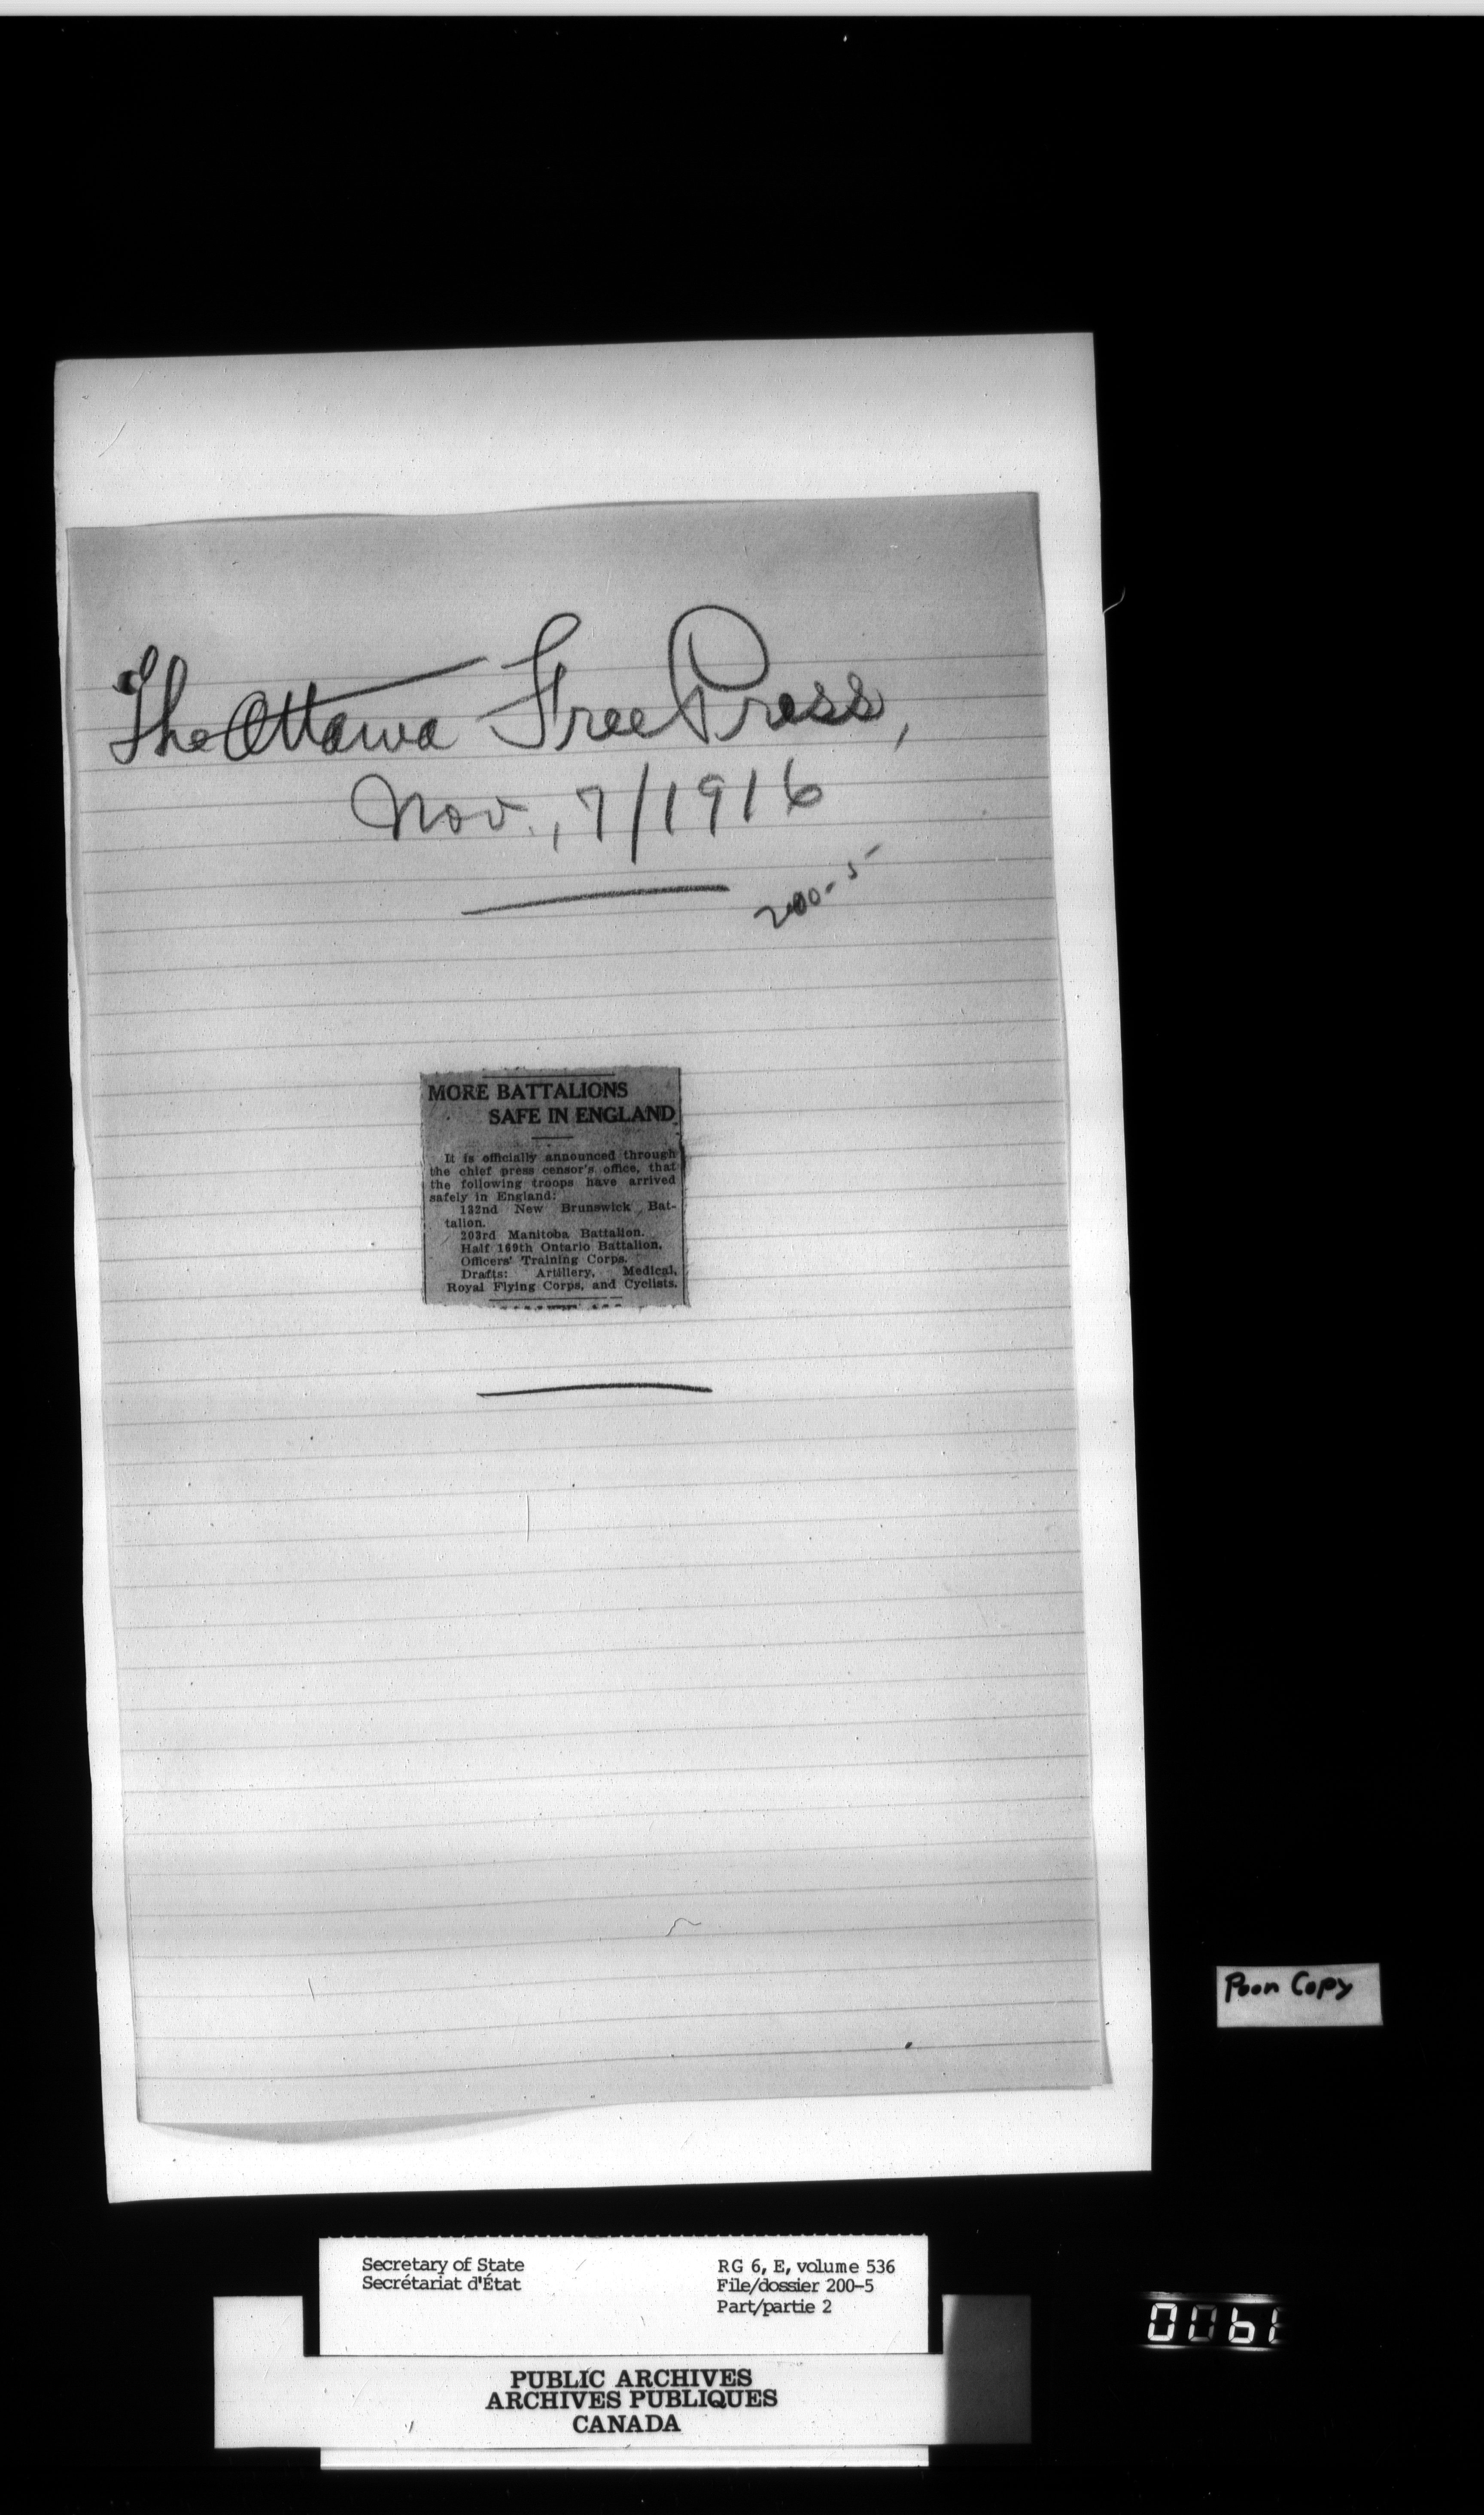 The Ottawa Free Press,
Nov., 7/1916
200-5
MORE BATTALIONS
SAFE IN ENGLAND
It is officially announced through
the chief press censor's office, that
the following troops have arrived
safely in England:
132nd New Brunswick Bat-
talion.
203rd Manitoba Battalion.
Half 169th Ontario Battalion.
Officers' Training Corps.
Drafts: Artillery, Medical,
Royal Flying Corps, and Cyclists.
Poor Copy
Secretary of State
Secrétariat d'État
RG 6, E, volume 536
File/dossier 200-5
Part/partie 2
PUBLIC ARCHIVES
ARCHIVES PUBLIQUES
CANADA